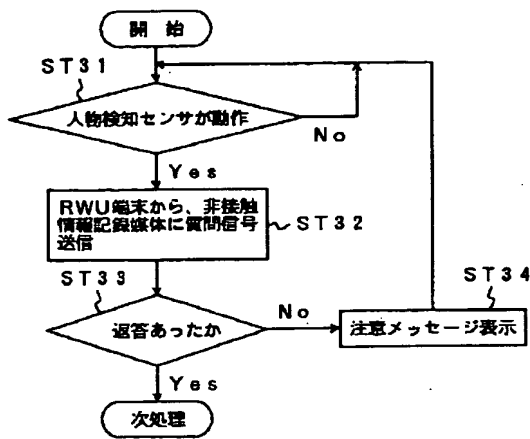 開 始
ST31
人物検知センサが動作
No
Yes
RWU端末から、非接触
情報記録媒体に質問信号
送信
ST32
ST33
ST34
返答あったか
No
注意メッセージ表示
Yes
次処理